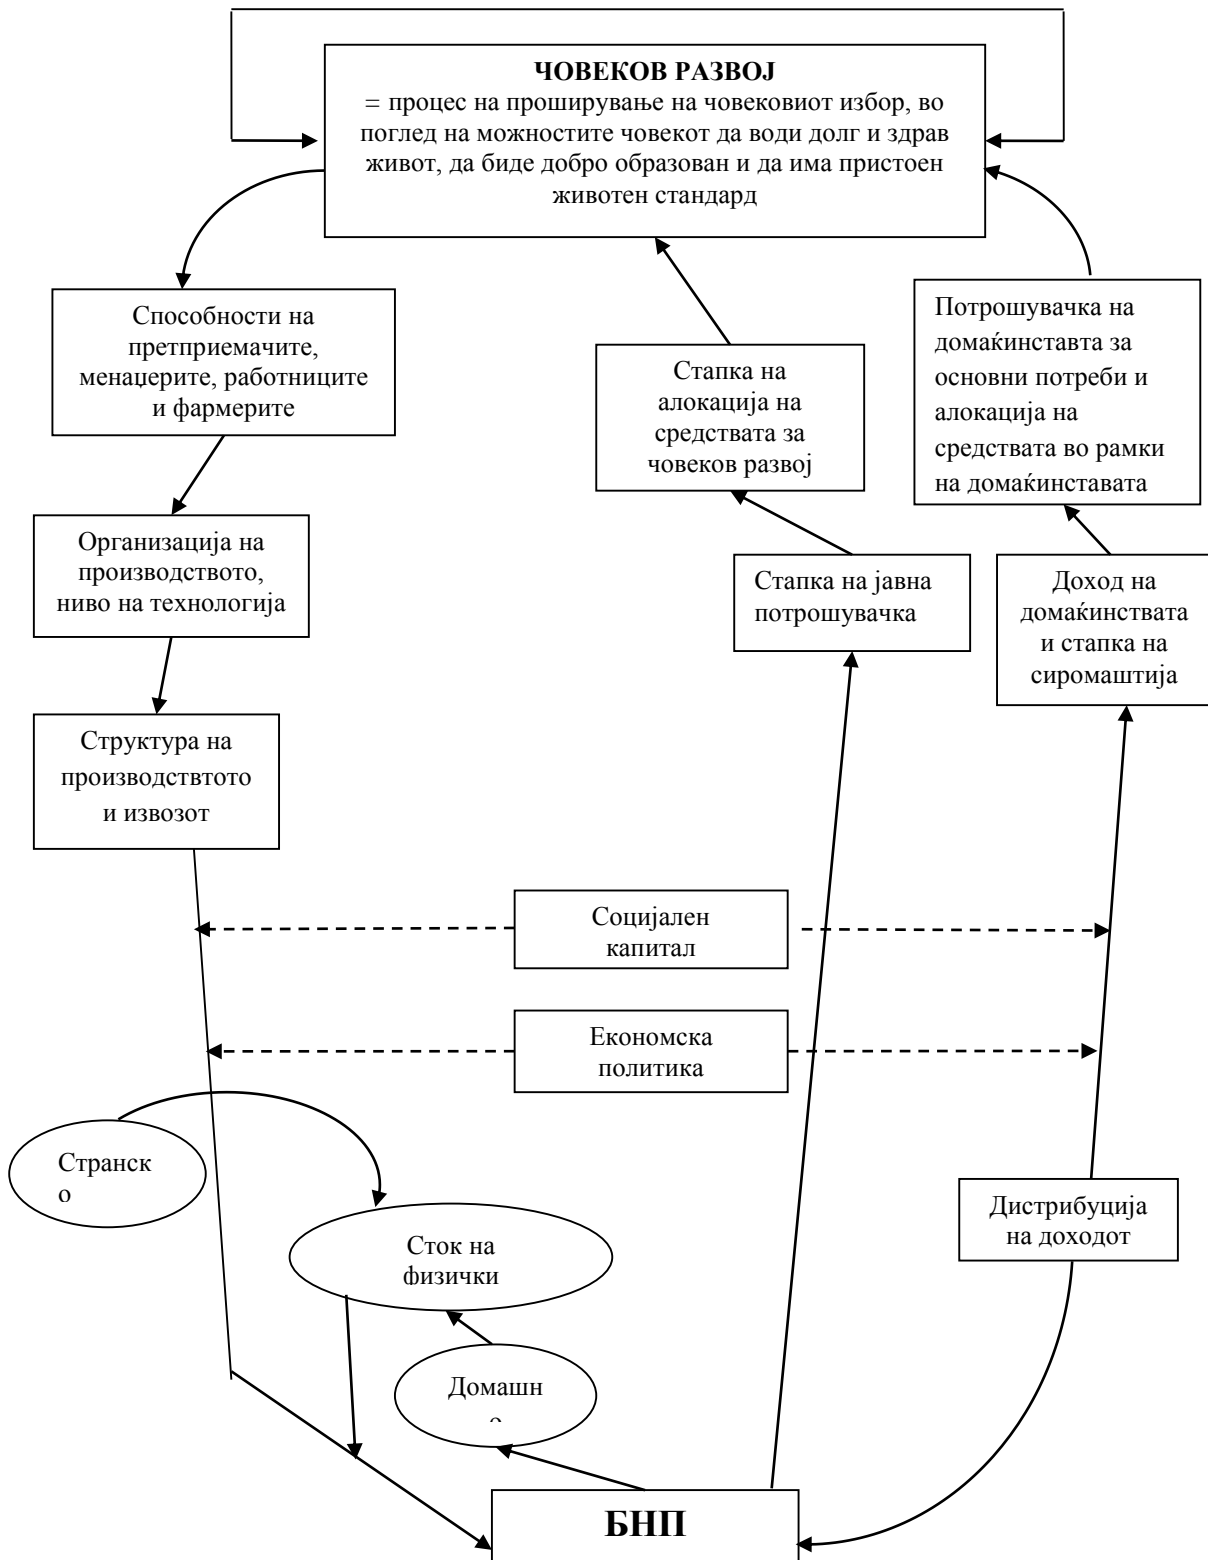 ЧОВЕКОВ РАЗВОЈ
= процес на проширување на човековиот избор, во
поглед на можностите човекот да води долг и здрав
живот, да биде добро образован и да има пристоен
животен стандард
Способности на
претприемачите,
менаџерите, работниците
и фармерите
Стапка на
алокација на
средствата за
човеков развој
Потрошувачка на
домаќинставта за
основни потреби и
алокација на
средствата во рамки
на домаќинставата
Организација на
производството,
ниво на технологија
Стапка на јавна
потрошувачка
Доход на
домаќинствата
и стапка на
сиромаштија
Структура на
производствтото
и извозот
Социјален
капитал
Економска
политика
Странск
о
Сток на
физички
Дистрибуција
на доходот
Домашн
о
БНП